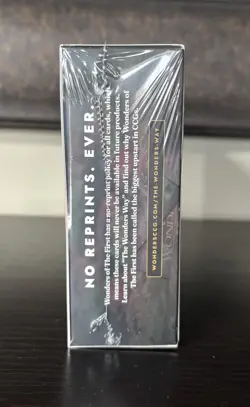 NO REPRINTS. EVER.
Wonders of The First has a no-reprint policy for all cards, which
means these cards will never be available in future products.
Learn about "The Wonders Way" and find out why Wonders of
The First has been called the biggest upstart in CCGs.
WONDERSCCG.COM/THE-WONDERS-WAY